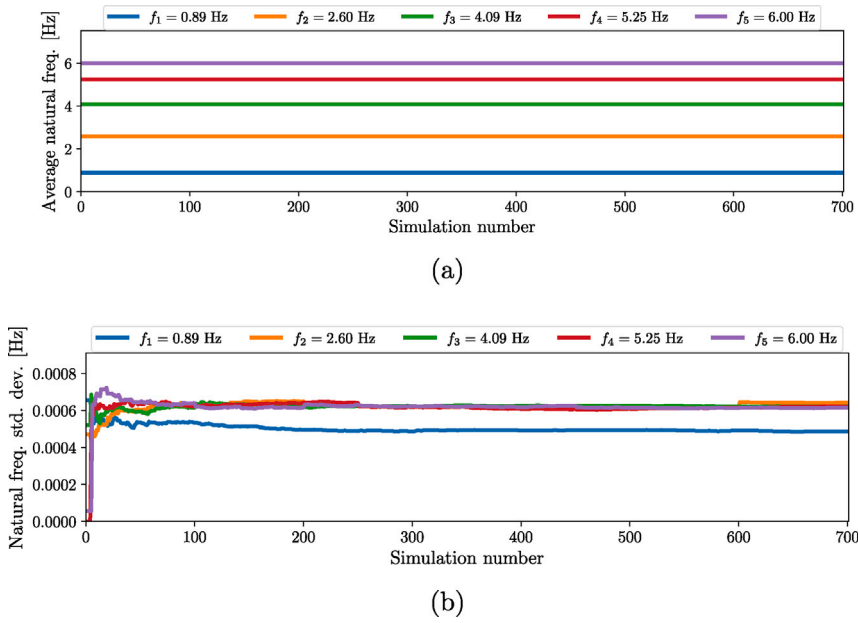 f₁ = 0.89 Hz f₂ = 2.60 Hz f₃ = 4.09 Hz f₄ = 5.25 Hz f₅ = 6.00 Hz
Average natural freq. [Hz]
6
4
2
0
0 100 200 300 400 500 600 700
Simulation number
(a)
f₁ = 0.89 Hz f₂ = 2.60 Hz f₃ = 4.09 Hz f₄ = 5.25 Hz f₅ = 6.00 Hz
Natural freq. std. dev. [Hz]
0.0008
0.0006
0.0004
0.0002
0.0000
0 100 200 300 400 500 600 700
Simulation number
(b)